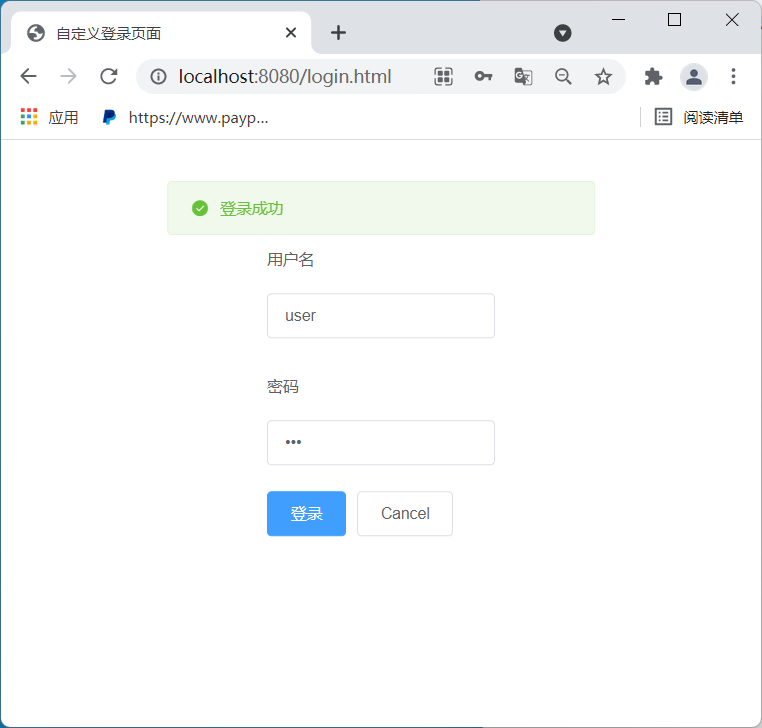 自定义登录页面
localhost:8080/login.html
应用 https://www.payp... 阅读清单
登录成功
用户名
user
密码
•••
登录 Cancel